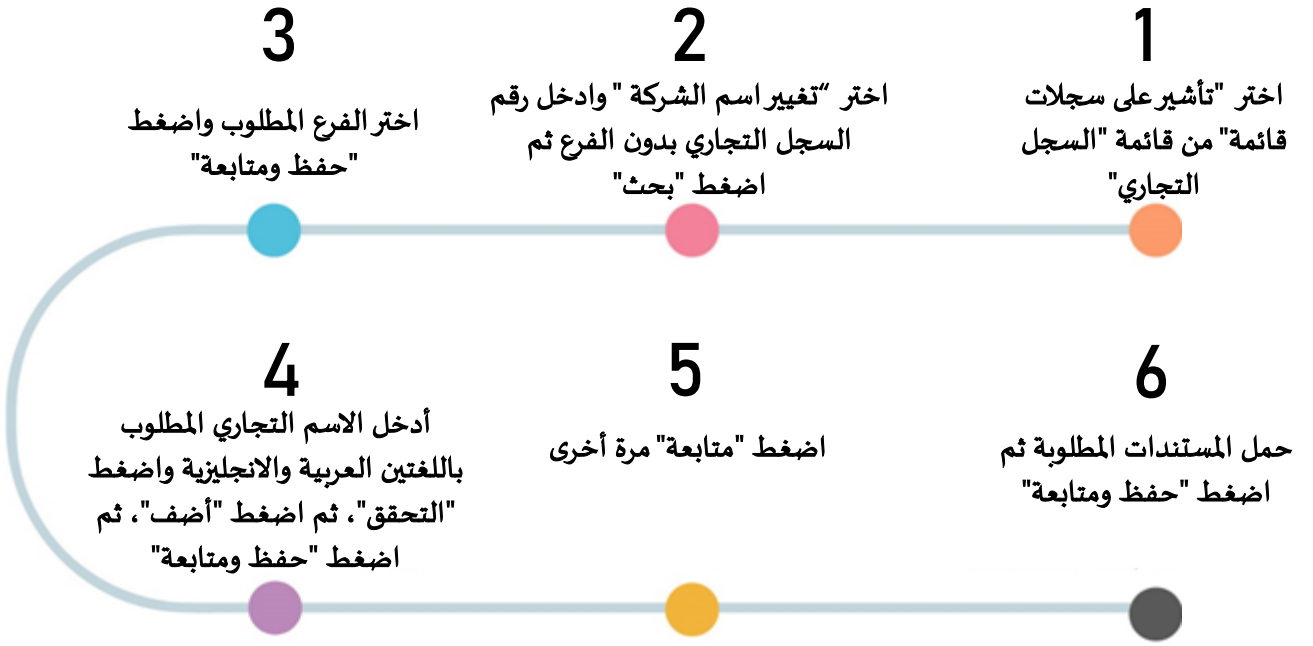 1
اختر "تأشير على سجلات
قائمة" من قائمة "السجل
التجاري"
2
اختر “تغيير اسم الشركة " وادخل رقم
السجل التجاري بدون الفرع ثم
اضغط "بحث"
3
اختر الفرع المطلوب واضغط
"حفظ ومتابعة"
4
أدخل الاسم التجاري المطلوب
باللغتين العربية والانجليزية واضغط
"التحقق"، ثم اضغط "أضف"، ثم
اضغط "حفظ ومتابعة"
5
اضغط "متابعة" مرة أخرى
6
حمل المستندات المطلوبة ثم
اضغط "حفظ ومتابعة"